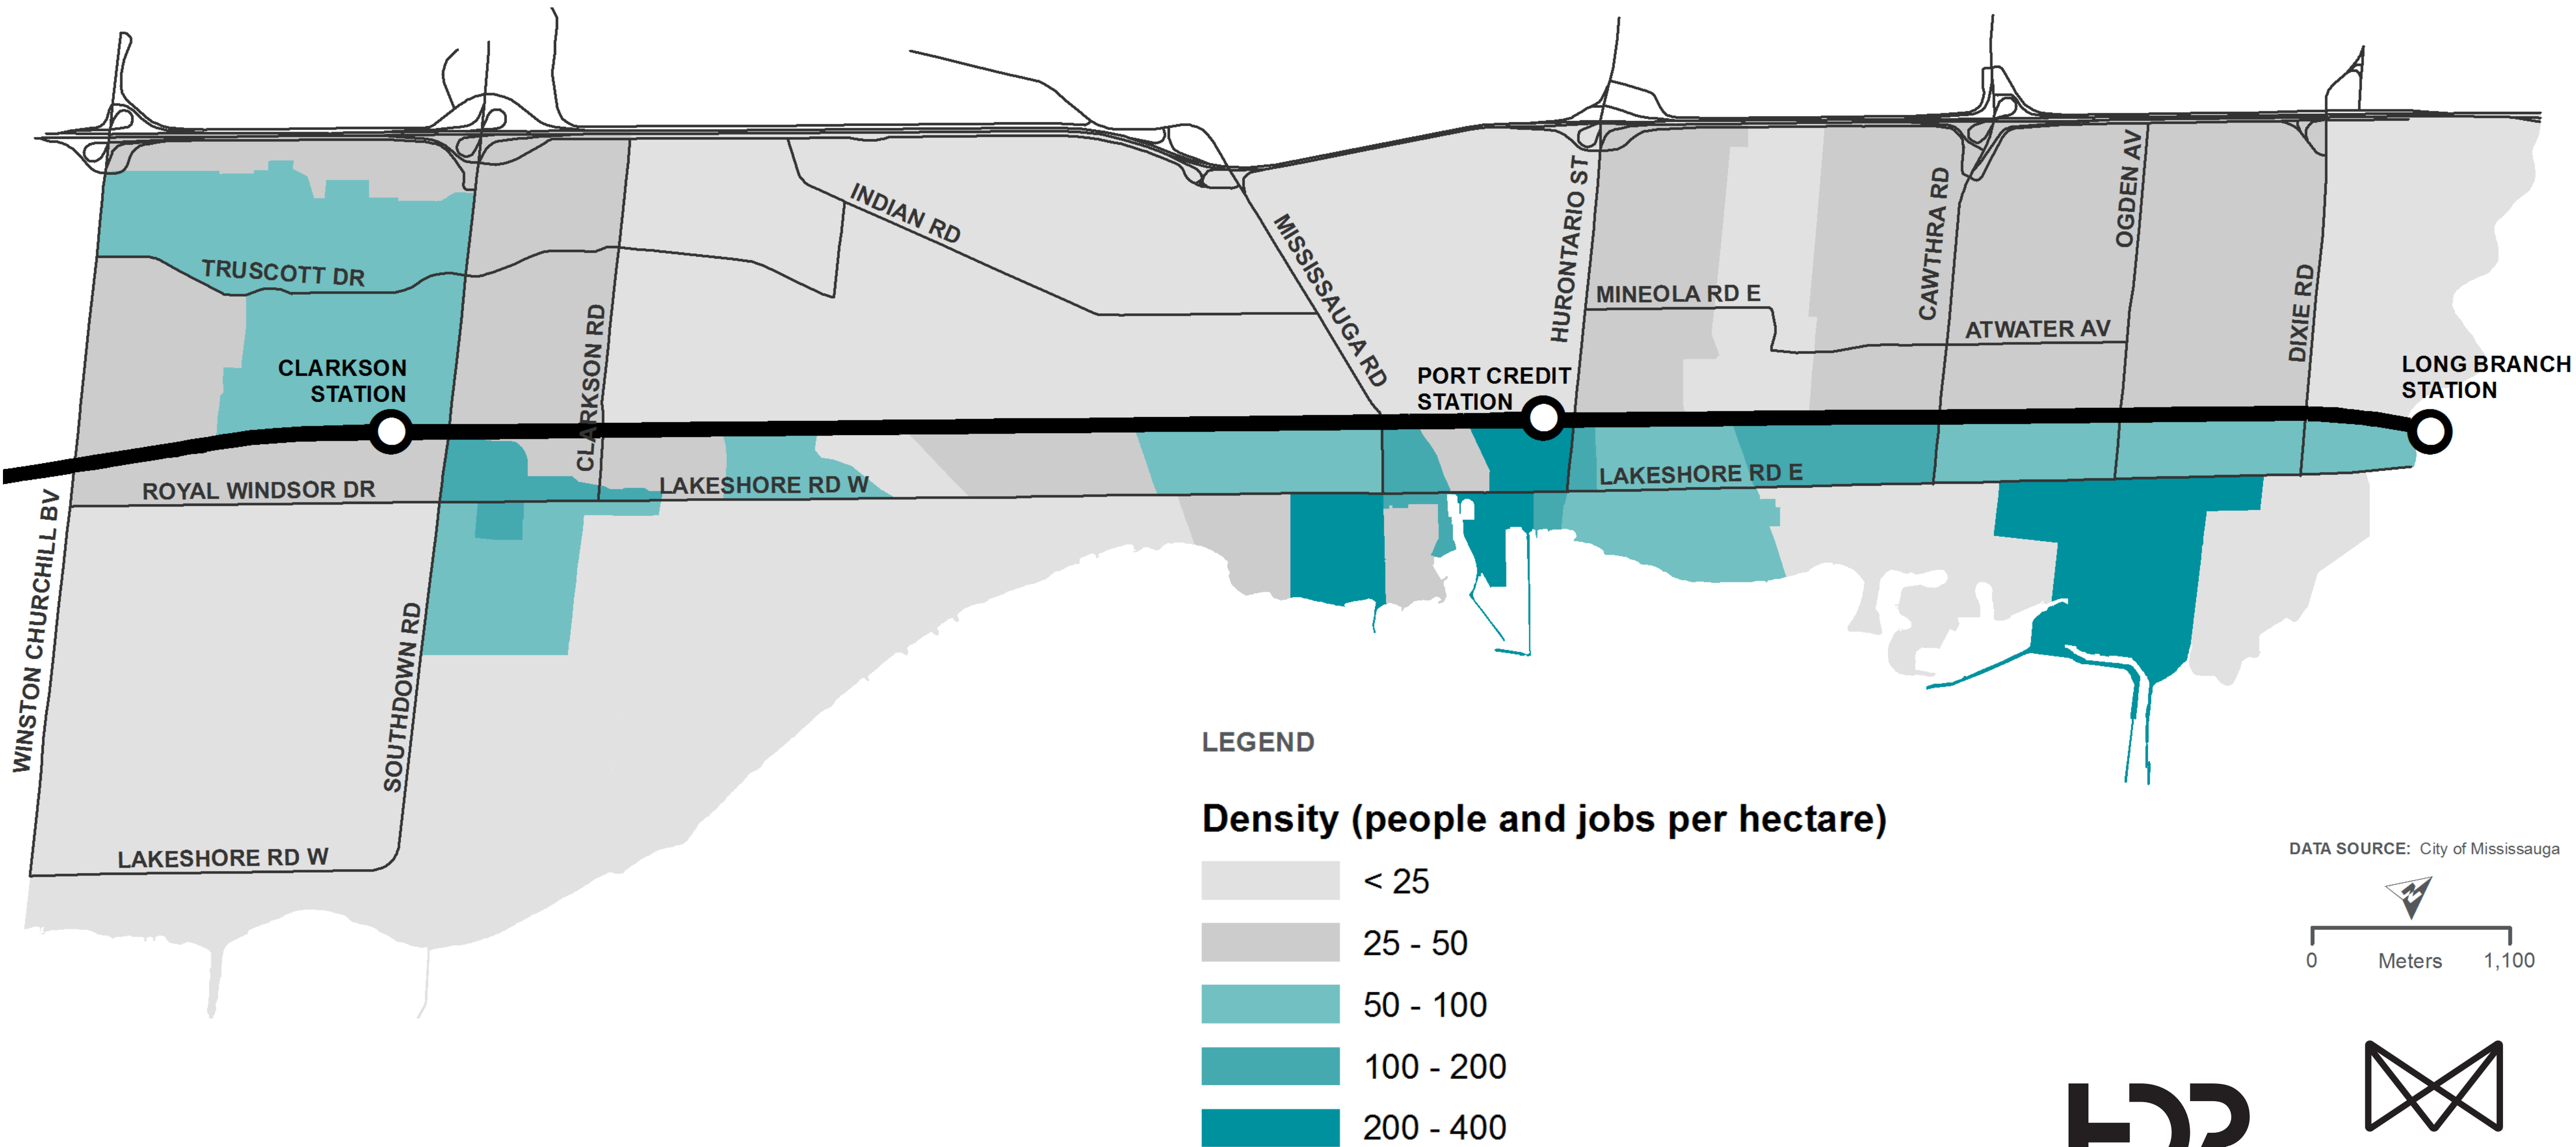 INDIAN RD
MISSISSAUGA RD
HURONTARIO ST
CAWTHRA RD
OGDEN AV
DIXIE RD
TRUSCOTT DR
MINEOLA RD E
ATWATER AV
CLARKSON RD
CLARKSON
STATION
PORT CREDIT
STATION
LONG BRANCH
STATION
ROYAL WINDSOR DR
LAKESHORE RD W
LAKESHORE RD E
WINSTON CHURCHILL BV
SOUTHDOWN RD
LAKESHORE RD W
LEGEND
Density (people and jobs per hectare)
< 25
25 - 50
50 - 100
100 - 200
200 - 400
DATA SOURCE: City of Mississauga
N
0 Meters 1,100
HDR